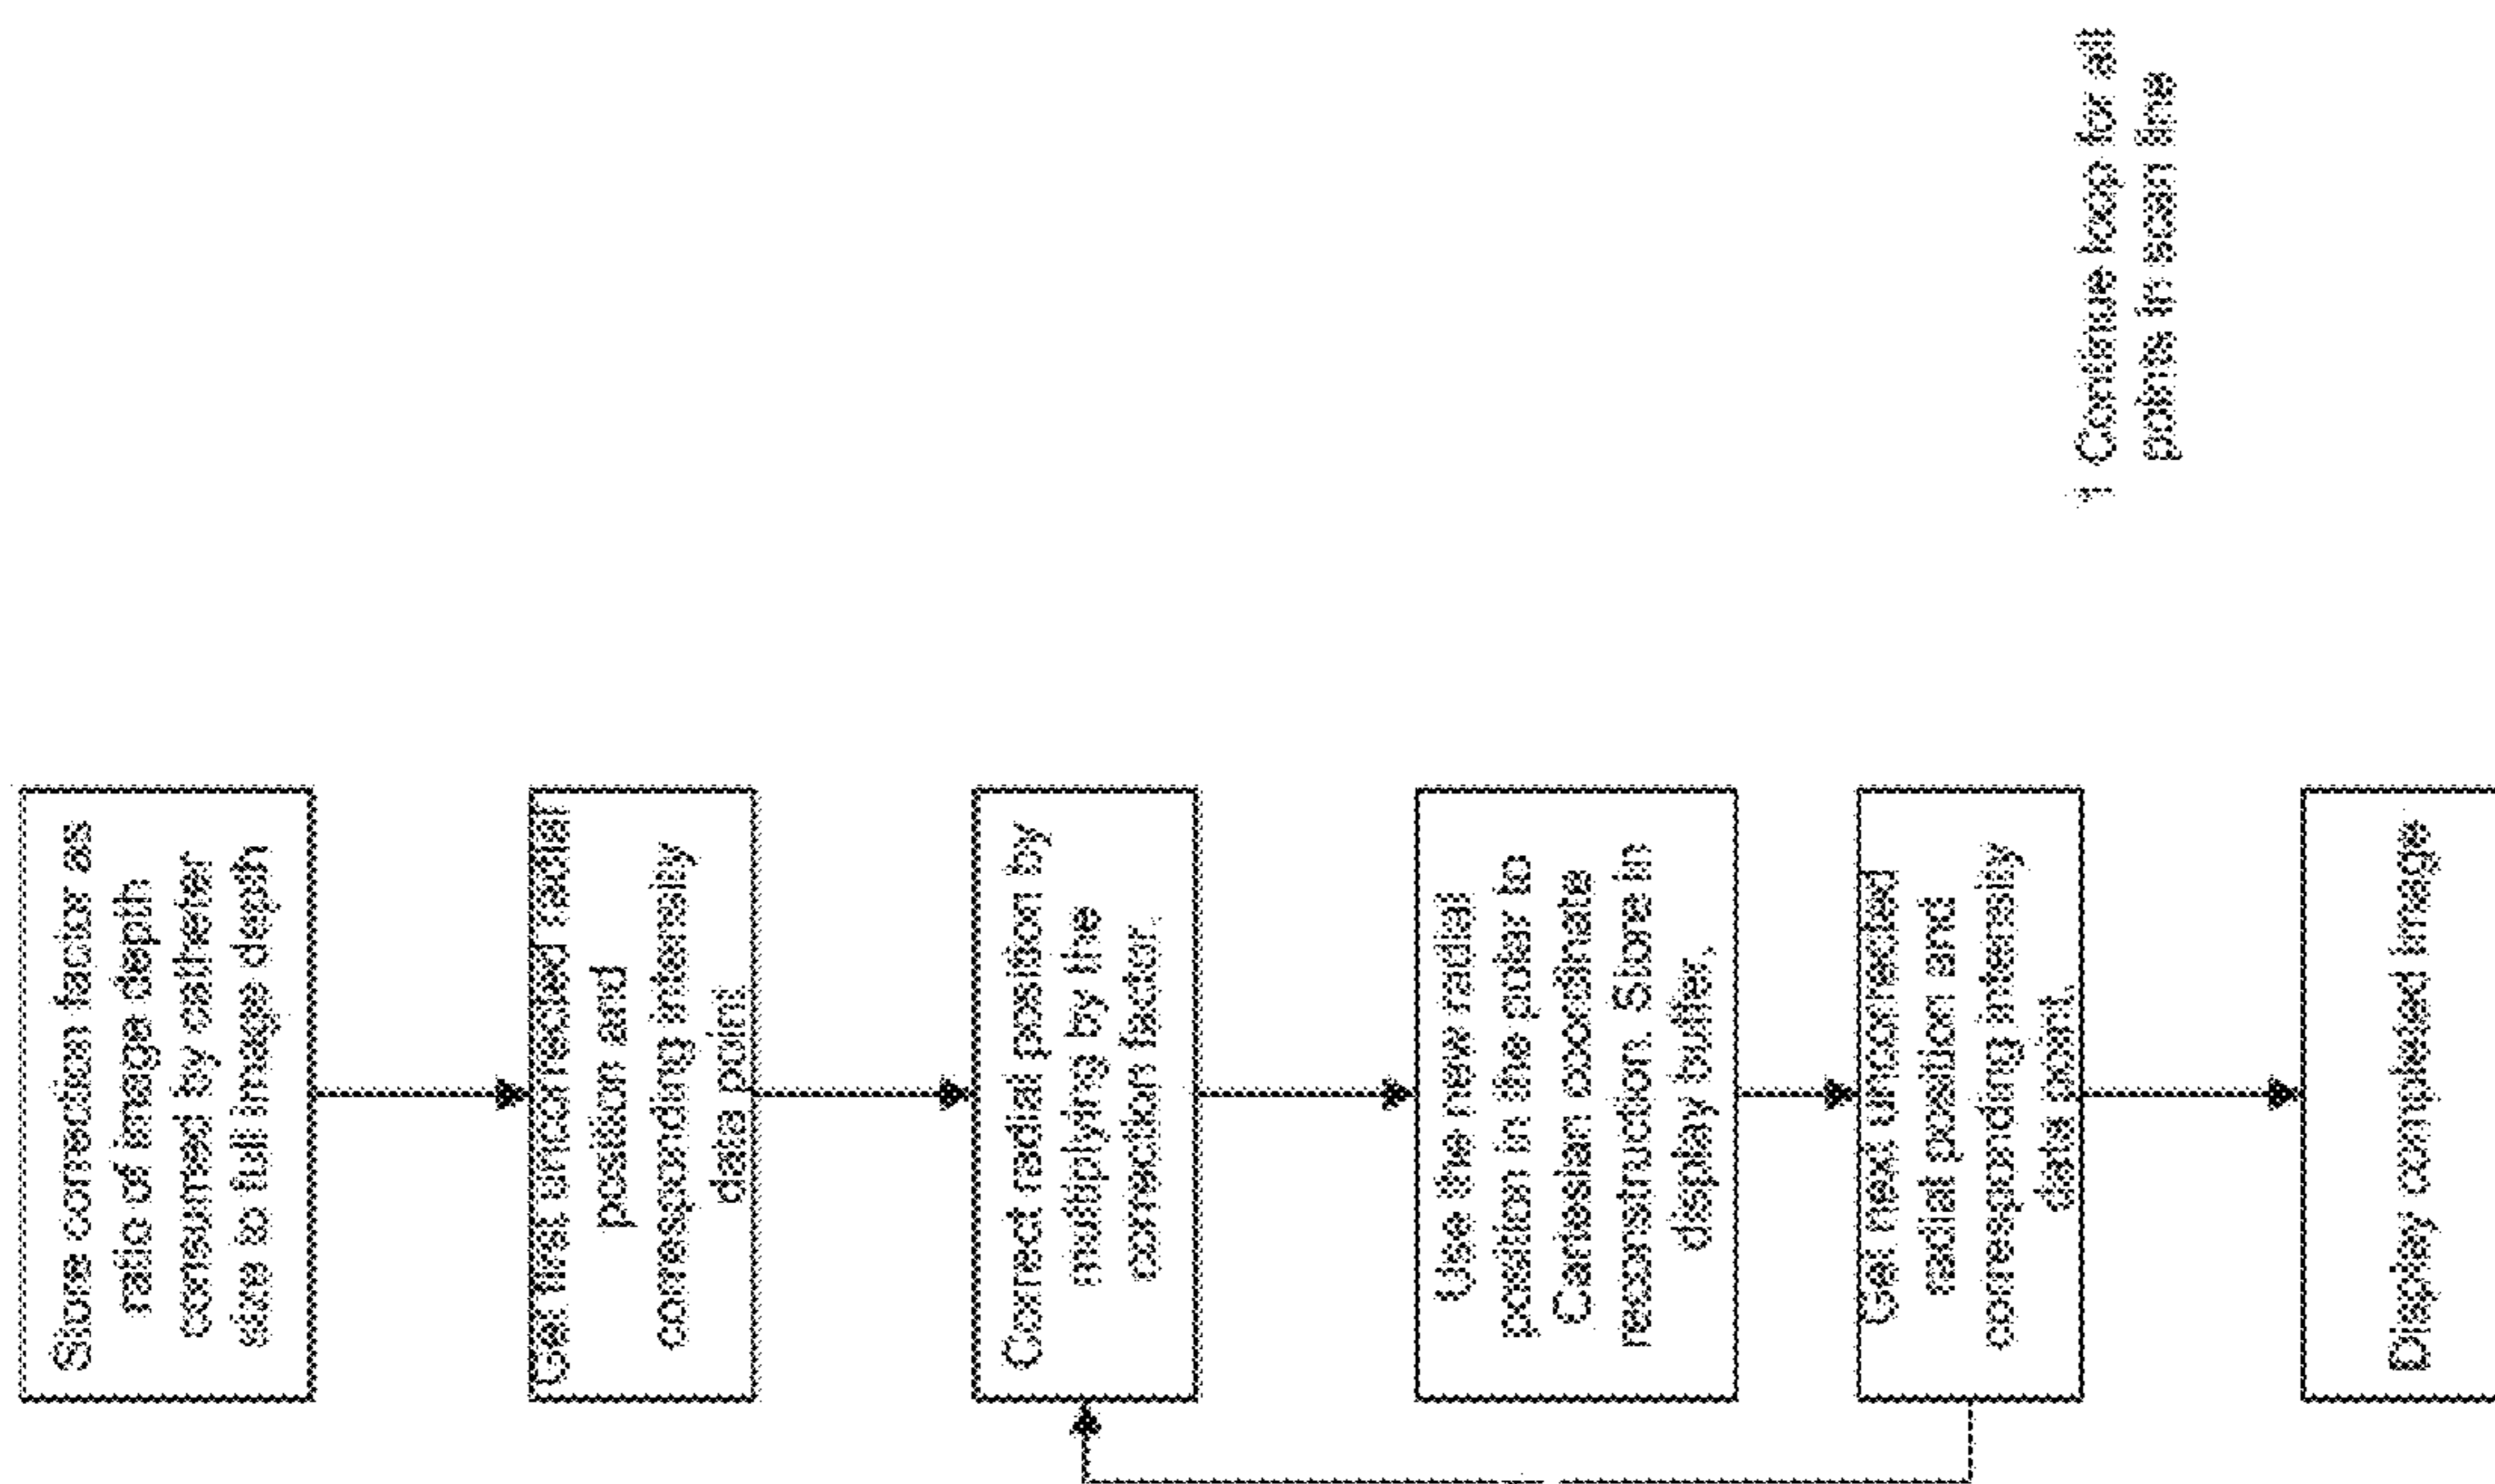 Store correction factor as
ratio of image depth
consumed by catheter
size to full image depth
Get first uncorrected radial
position and
corresponding intensity
data point.
Correct radial position by
multiplying by the
correction factor.
Use the new radial
position in the polar to
Cartesian coordinate
reconstruction. Store in
display buffer.
Get next uncorrected
radial position and
corresponding intensity
data point.
Display completed image
1 Continue loop for all
points in scan line